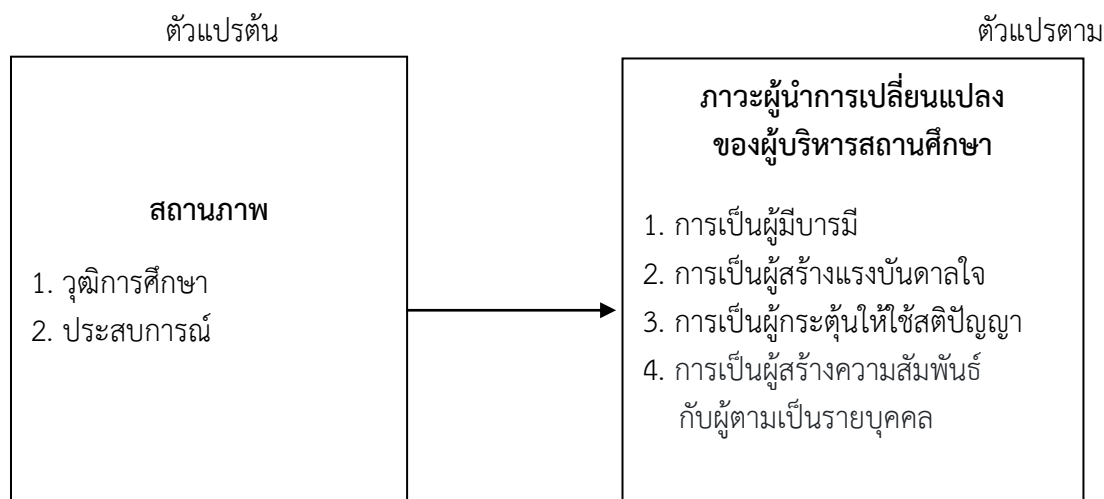 ตัวแปรต้น
ตัวแปรตาม
สถานภาพ
1. วุฒิการศึกษา
2. ประสบการณ์
ภาวะผู้นำการเปลี่ยนแปลง
ของผู้บริหารสถานศึกษา
1. การเป็นผู้มีบารมี
2. การเป็นผู้สร้างแรงบันดาลใจ
3. การเป็นผู้กระตุ้นให้ใช้สติปัญญา
4. การเป็นผู้สร้างความสัมพันธ์
กับผู้ตามเป็นรายบุคคล